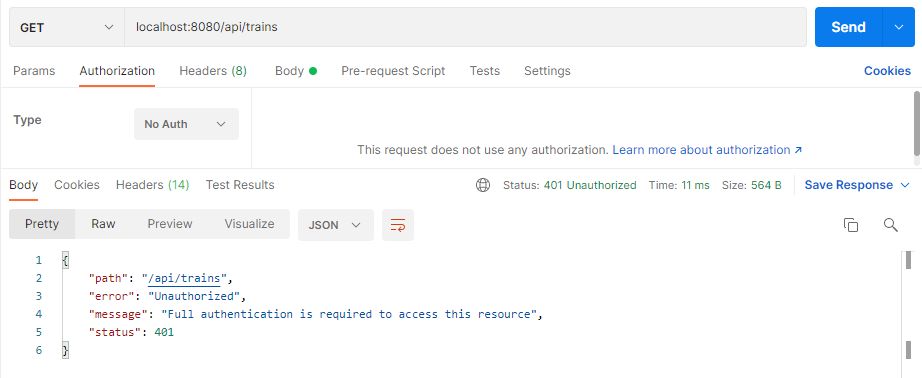 GET localhost:8080/api/trains Send
Params Authorization Headers (8) Body Pre-request Script Tests Settings Cookies
Type No Auth
This request does not use any authorization. Learn more about authorization ↗
Body Cookies Headers (14) Test Results Status: 401 Unauthorized Time: 11 ms Size: 564 B Save Response
Pretty Raw Preview Visualize JSON
1 {
2 "path": "/api/trains",
3 "error": "Unauthorized",
4 "message": "Full authentication is required to access this resource",
5 "status": 401
6 }